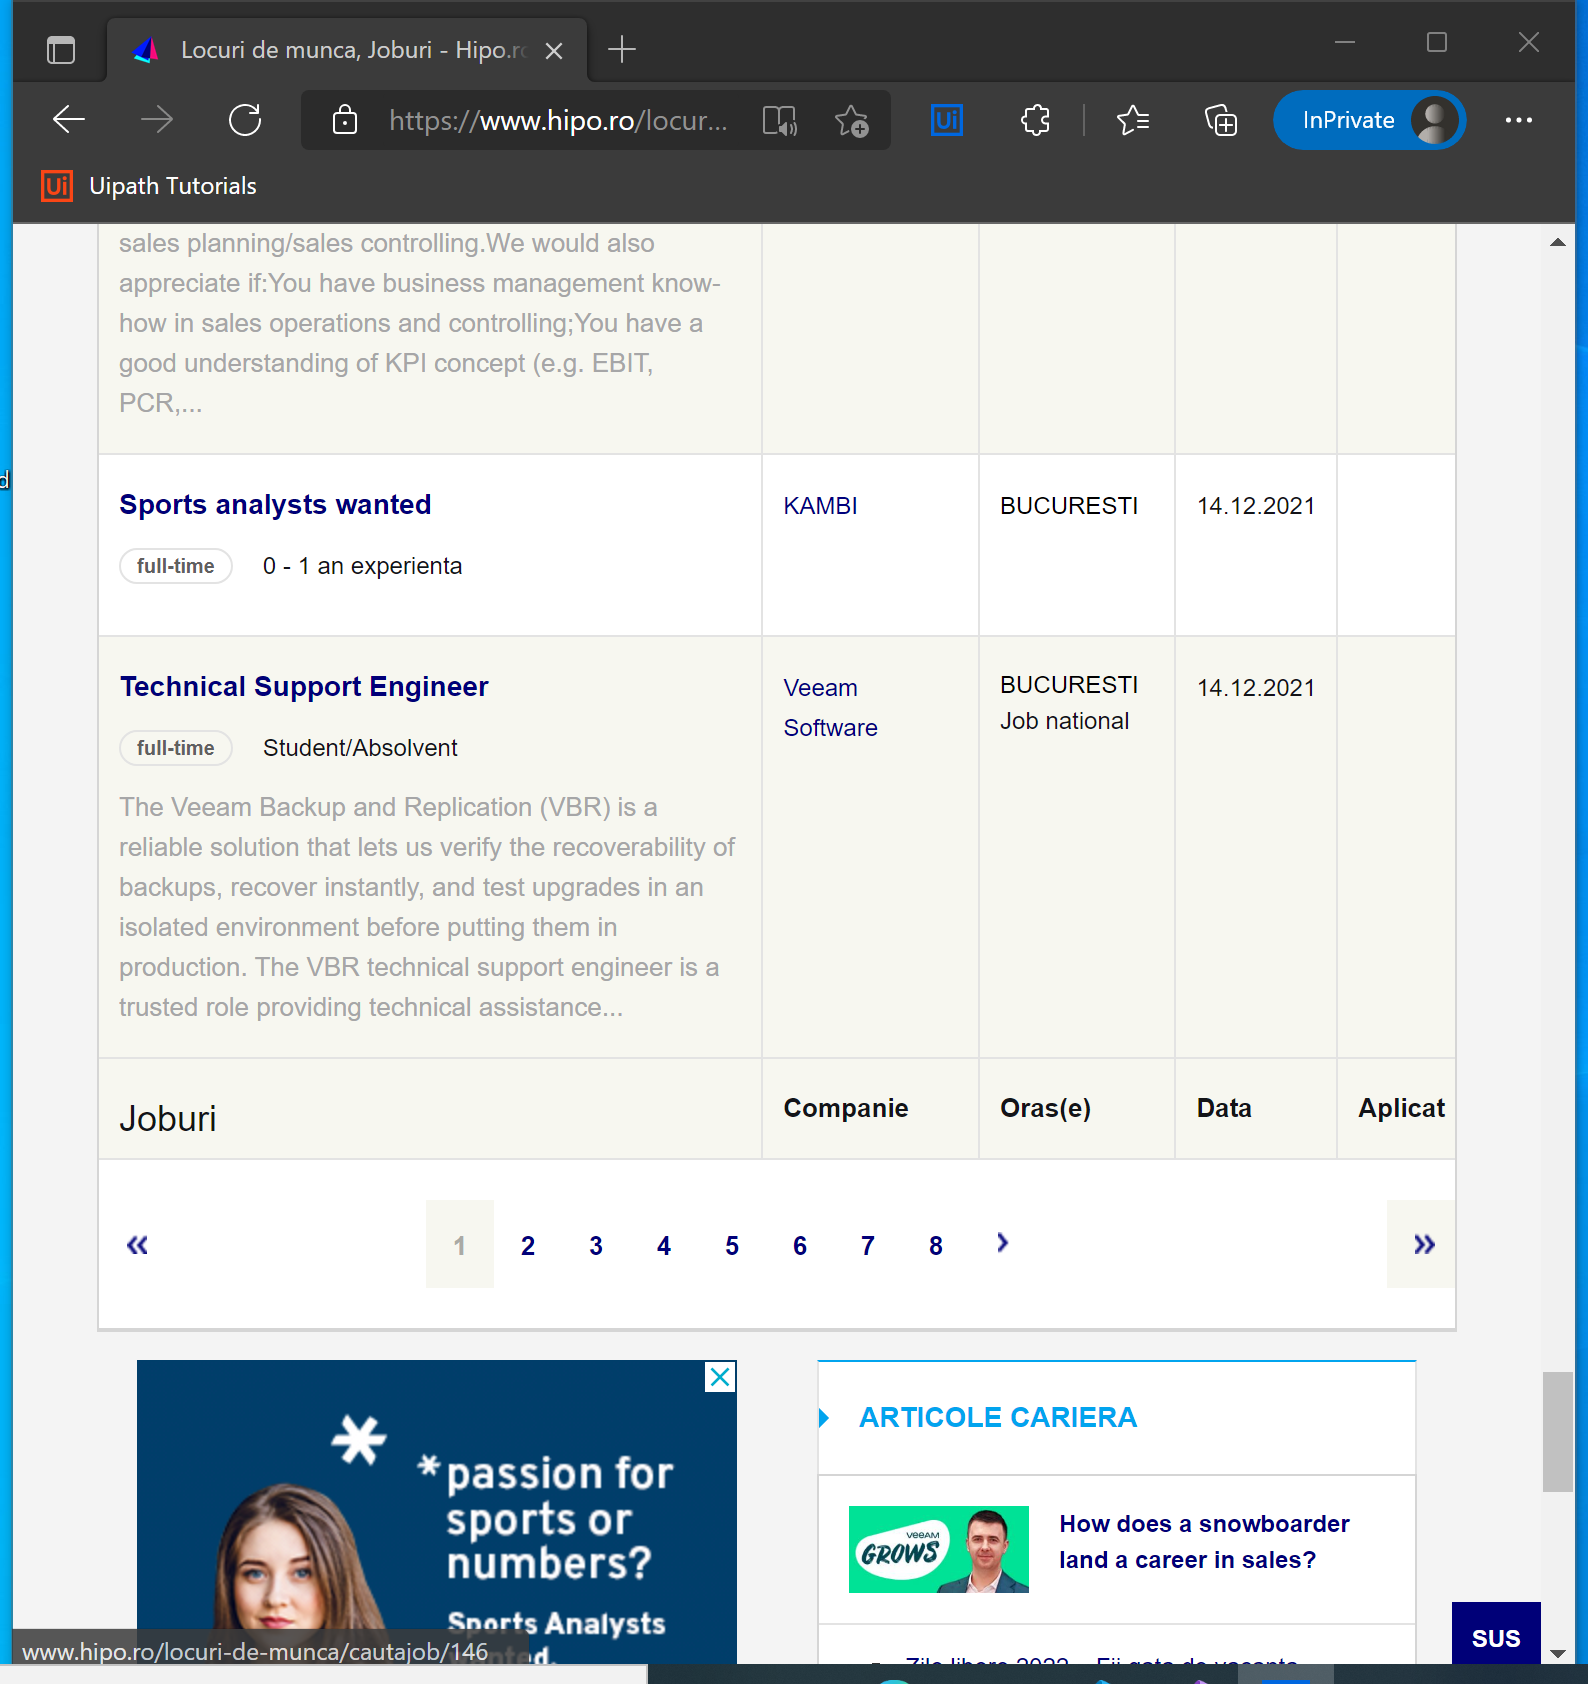 Locuri de munca, Joburi - Hipo.ro
https://www.hipo.ro/locur...
Ui
InPrivate
Ui Uipath Tutorials
sales planning/sales controlling.We would also
appreciate if:You have business management know-
how in sales operations and controlling;You have a
good understanding of KPI concept (e.g. EBIT,
PCR,...
d
Sports analysts wanted
KAMBI
BUCURESTI
14.12.2021
full-time
0 - 1 an experienta
Technical Support Engineer
Veeam
Software
BUCURESTI
Job national
14.12.2021
full-time
Student/Absolvent
The Veeam Backup and Replication (VBR) is a
reliable solution that lets us verify the recoverability of
backups, recover instantly, and test upgrades in an
isolated environment before putting them in
production. The VBR technical support engineer is a
trusted role providing technical assistance...
Joburi
Companie
Oras(e)
Data
Aplicat
« 1 2 3 4 5 6 7 8 › »
*passion for
sports or
numbers?
Sports Analysts
ARTICOLE CARIERA
veeAM
GROWS
How does a snowboarder
land a career in sales?
SUS
www.hipo.ro/locuri-de-munca/cautajob/146